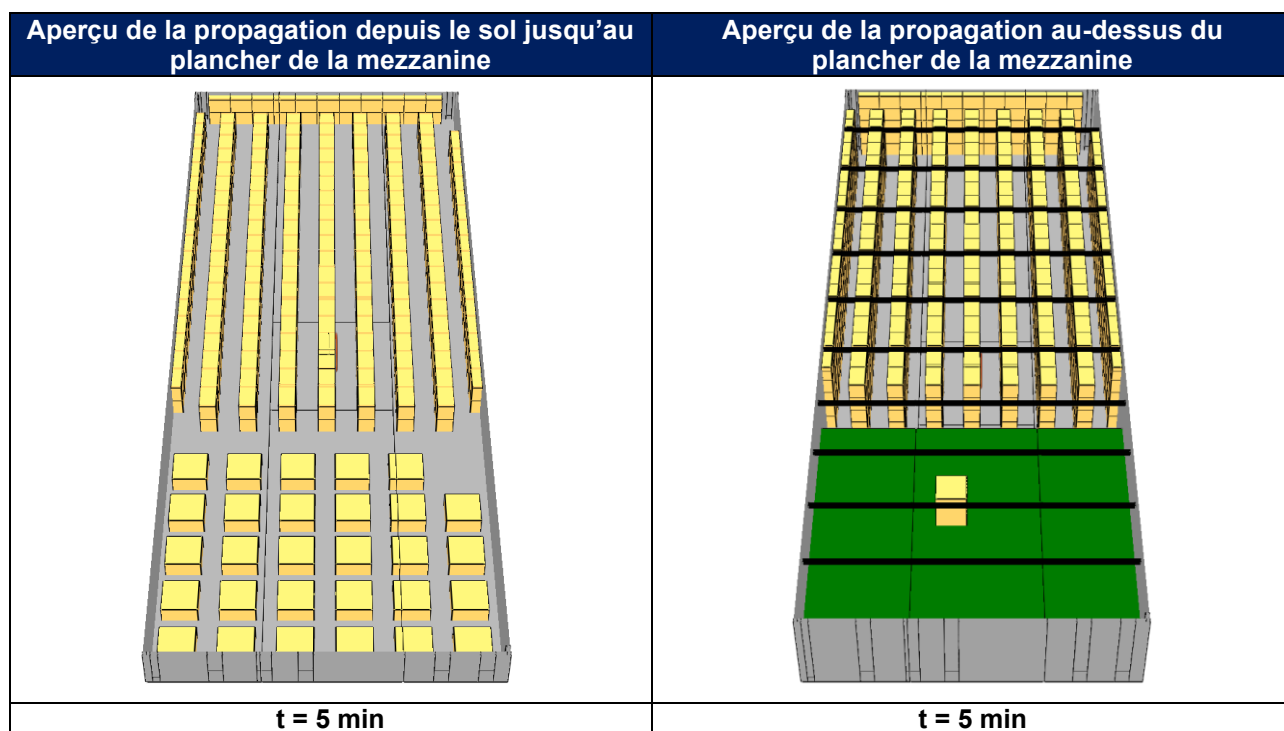 Aperçu de la propagation depuis le sol jusqu’au
plancher de la mezzanine
Aperçu de la propagation au-dessus du
plancher de la mezzanine
t = 5 min
t = 5 min